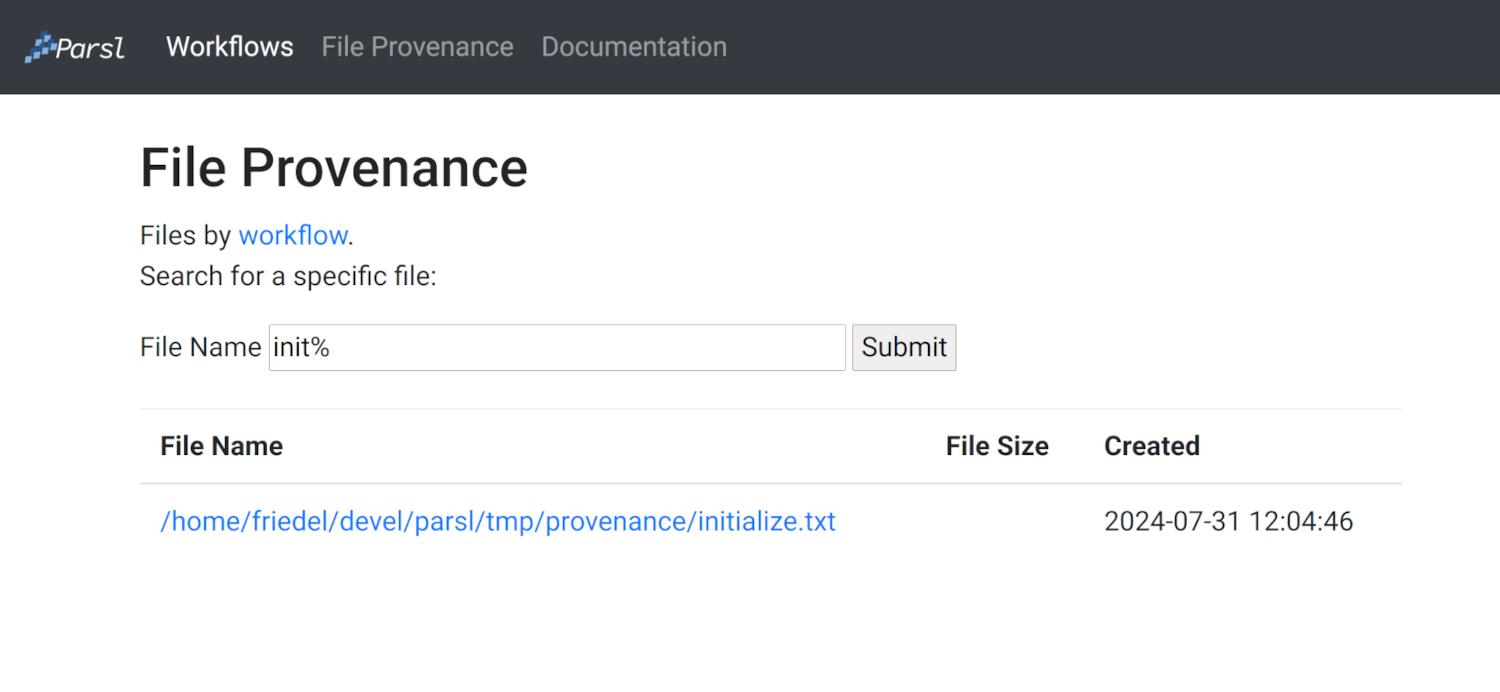 Parsl Workflows File Provenance Documentation
File Provenance
Files by workflow.
Search for a specific file:
File Name init% Submit
File Name File Size Created
/home/friedel/devel/parsl/tmp/provenance/initialize.txt 2024-07-31 12:04:46